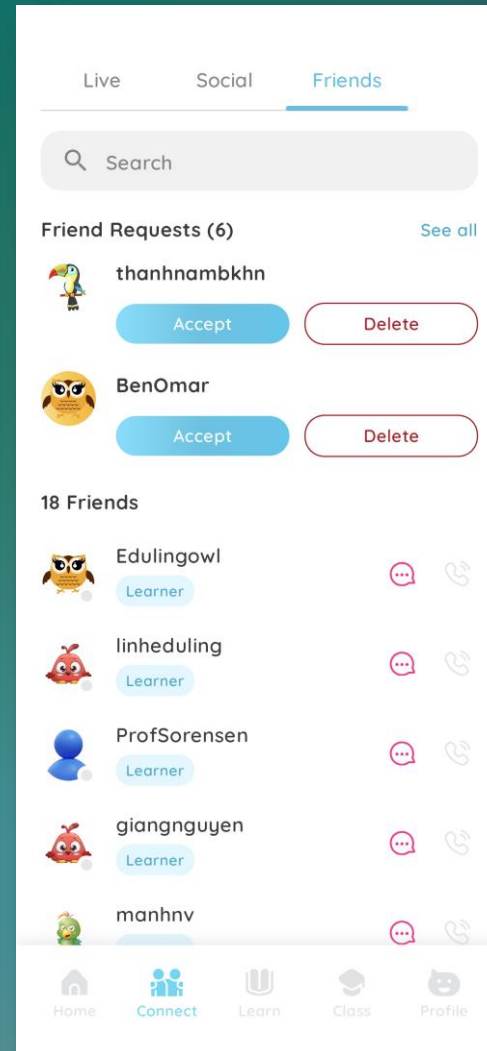 Live Social Friends
Search
Friend Requests (6) See all
thanhnambkhn
Accept Delete
BenOmar
Accept Delete
18 Friends
Edulingowl
Learner
linheduling
Learner
ProfSorensen
Learner
giangnguyen
Learner
manhnv
Home Connect Learn Class Profile